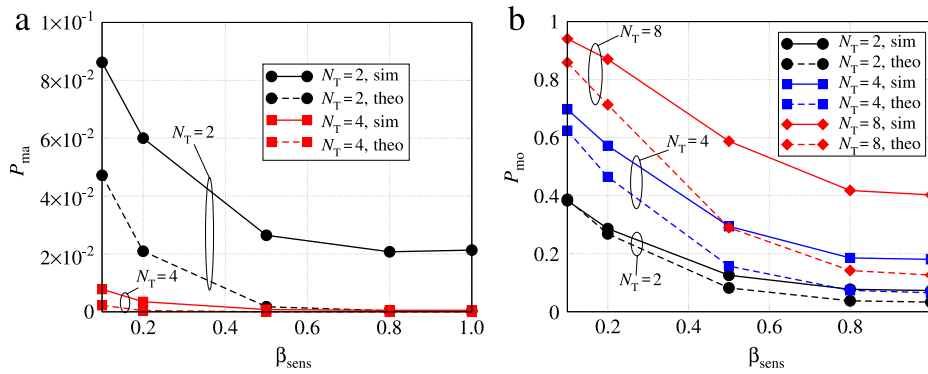 a
1×10⁻¹
8×10⁻²
6×10⁻²
4×10⁻²
2×10⁻²
0
P_ma
N_T=2, sim
N_T=2, theo
N_T=4, sim
N_T=4, theo
N_T=2
N_T=4
0.2 0.4 0.6 0.8 1.0
β_sens
b
1
0.8
0.6
0.4
0.2
0
P_mo
N_T=8
N_T=2, sim
N_T=2, theo
N_T=4, sim
N_T=4, theo
N_T=8, sim
N_T=8, theo
N_T=4
N_T=2
0.2 0.4 0.6 0.8
β_sens